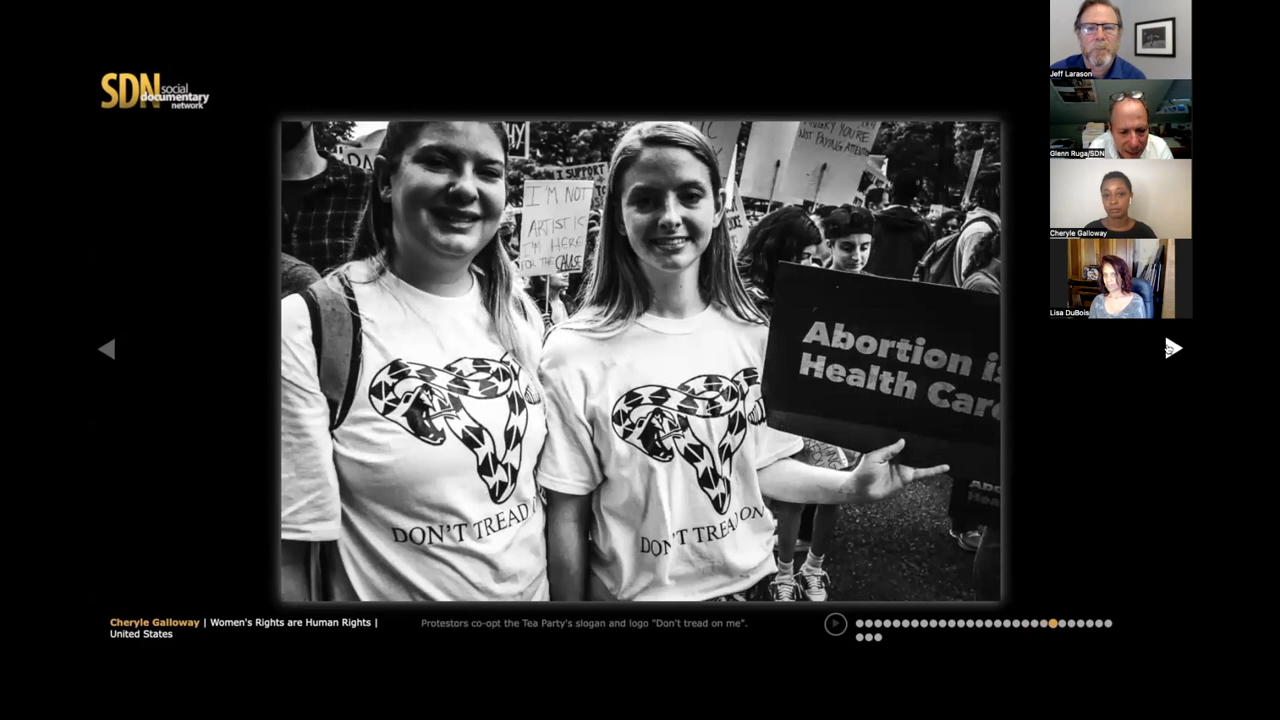 SDN social
documentary
network
Jeff Larason
Glenn Ruga/SDN
Cheryle Galloway
Lisa DuBois
I SUPPORT
I'M NOT
ARTISTIC
I'M HERE
FOR THE CAUSE
YOU'RE
NOT PAYING ATTENTION
Abortion is
Health Care
DON'T TREAD
DON'T TREAD ON
Cheryle Galloway | Women's Rights are Human Rights |
United States
Protestors co-opt the Tea Party's slogan and logo "Don't tread on me".